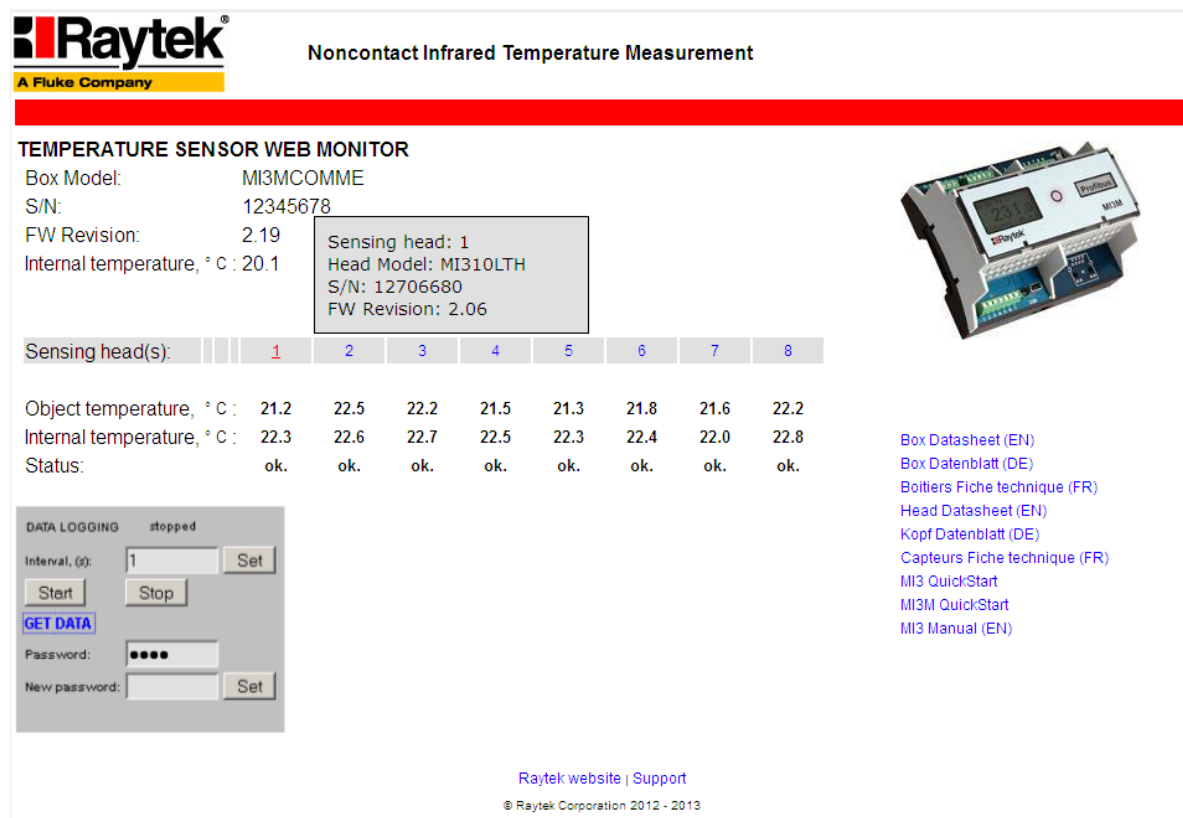 Raytek®
A Fluke Company
Noncontact Infrared Temperature Measurement
TEMPERATURE SENSOR WEB MONITOR
Box Model: MI3MCOMME
S/N: 12345678
FW Revision: 2.19
Internal temperature, ° C : 20.1
Sensing head: 1
Head Model: MI310LTH
S/N: 12706680
FW Revision: 2.06
Profibus
MI3M
231.0
Raytek
Sensing head(s): 1 2 3 4 5 6 7 8
Object temperature, ° C : 21.2 22.5 22.2 21.5 21.3 21.8 21.6 22.2
Internal temperature, ° C : 22.3 22.6 22.7 22.5 22.3 22.4 22.0 22.8
Status: ok. ok. ok. ok. ok. ok. ok. ok.
Box Datasheet (EN)
Box Datenblatt (DE)
Boitiers Fiche technique (FR)
Head Datasheet (EN)
Kopf Datenblatt (DE)
Capteurs Fiche technique (FR)
MI3 QuickStart
MI3M QuickStart
MI3 Manual (EN)
DATA LOGGING stopped
Interval, (s): 1 Set
Start Stop
GET DATA
Password: ●●●●
New password: Set
Raytek website | Support
© Raytek Corporation 2012 - 2013